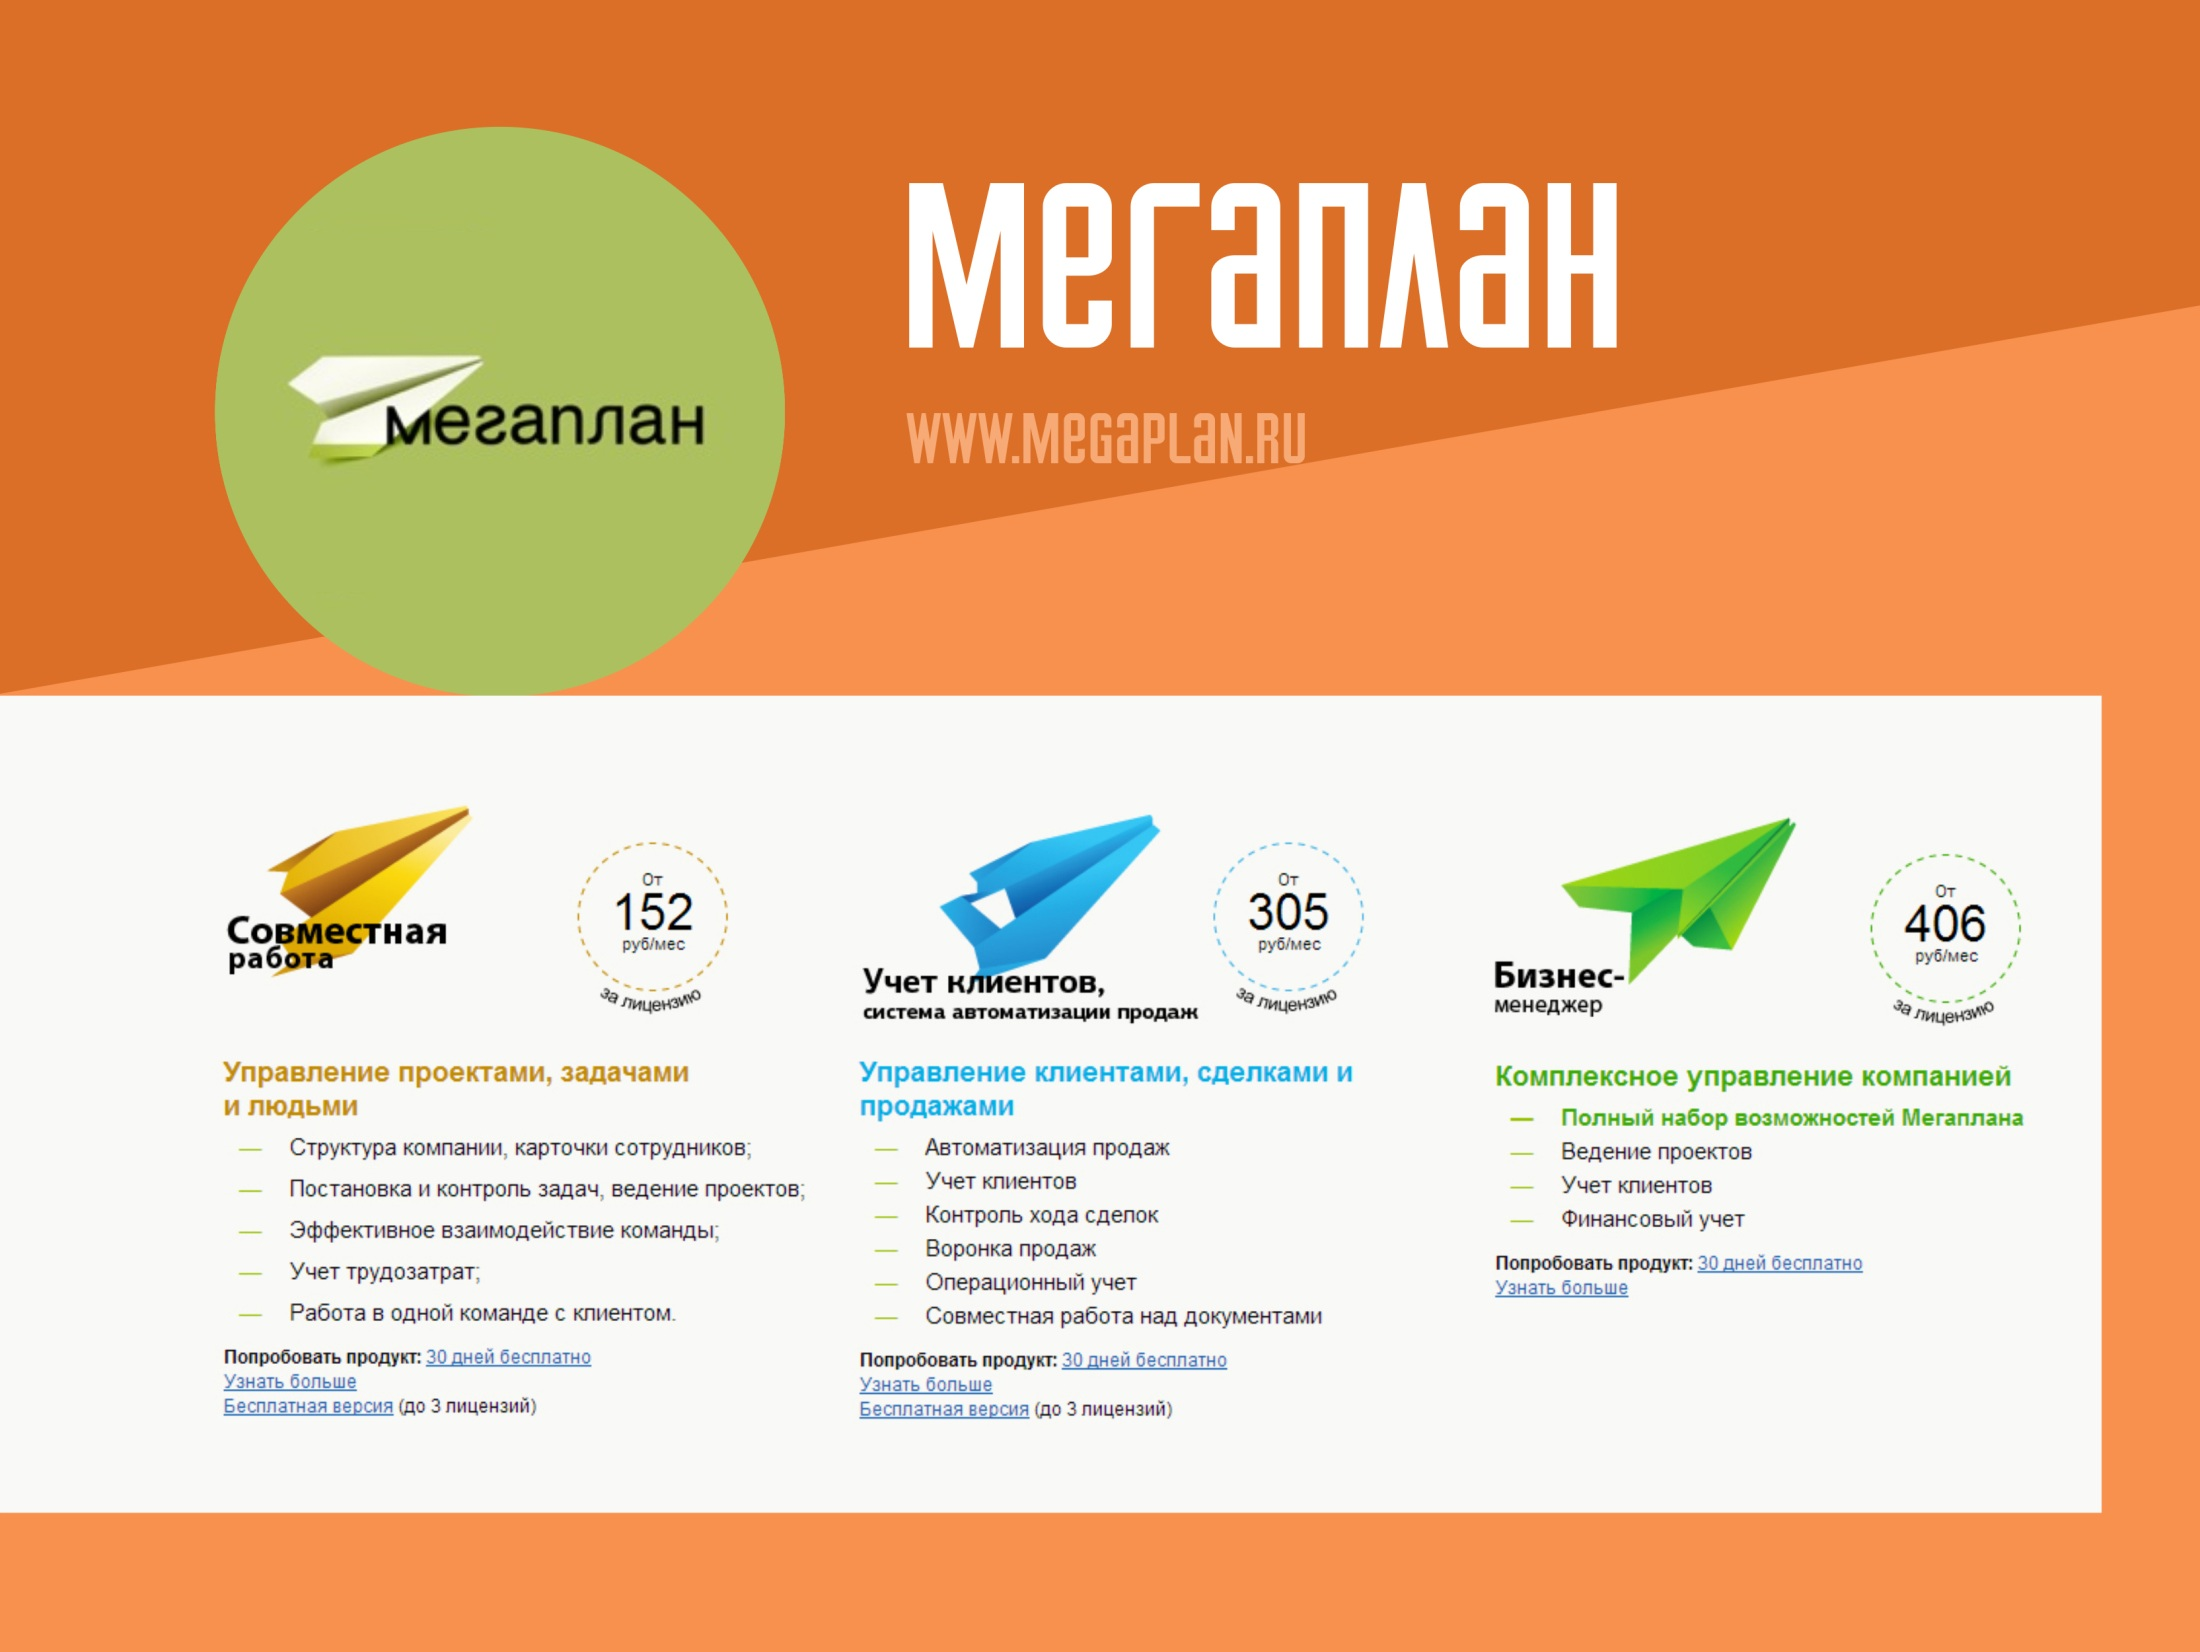 мегаплан
мегаплан
www.megaplan.ru
Совместная
работа
От
152
руб/мес
за лицензию
Управление проектами, задачами
и людьми
— Структура компании, карточки сотрудников;
— Постановка и контроль задач, ведение проектов;
— Эффективное взаимодействие команды;
— Учет трудозатрат;
— Работа в одной команде с клиентом.
Попробовать продукт: 30 дней бесплатно
Узнать больше
Бесплатная версия (до 3 лицензий)
Учет клиентов,
система автоматизации продаж
От
305
руб/мес
за лицензию
Управление клиентами, сделками и
продажами
— Автоматизация продаж
— Учет клиентов
— Контроль хода сделок
— Воронка продаж
— Операционный учет
— Совместная работа над документами
Попробовать продукт: 30 дней бесплатно
Узнать больше
Бесплатная версия (до 3 лицензий)
Бизнес-
менеджер
От
406
руб/мес
за лицензию
Комплексное управление компанией
— Полный набор возможностей Мегаплана
— Ведение проектов
— Учет клиентов
— Финансовый учет
Попробовать продукт: 30 дней бесплатно
Узнать больше